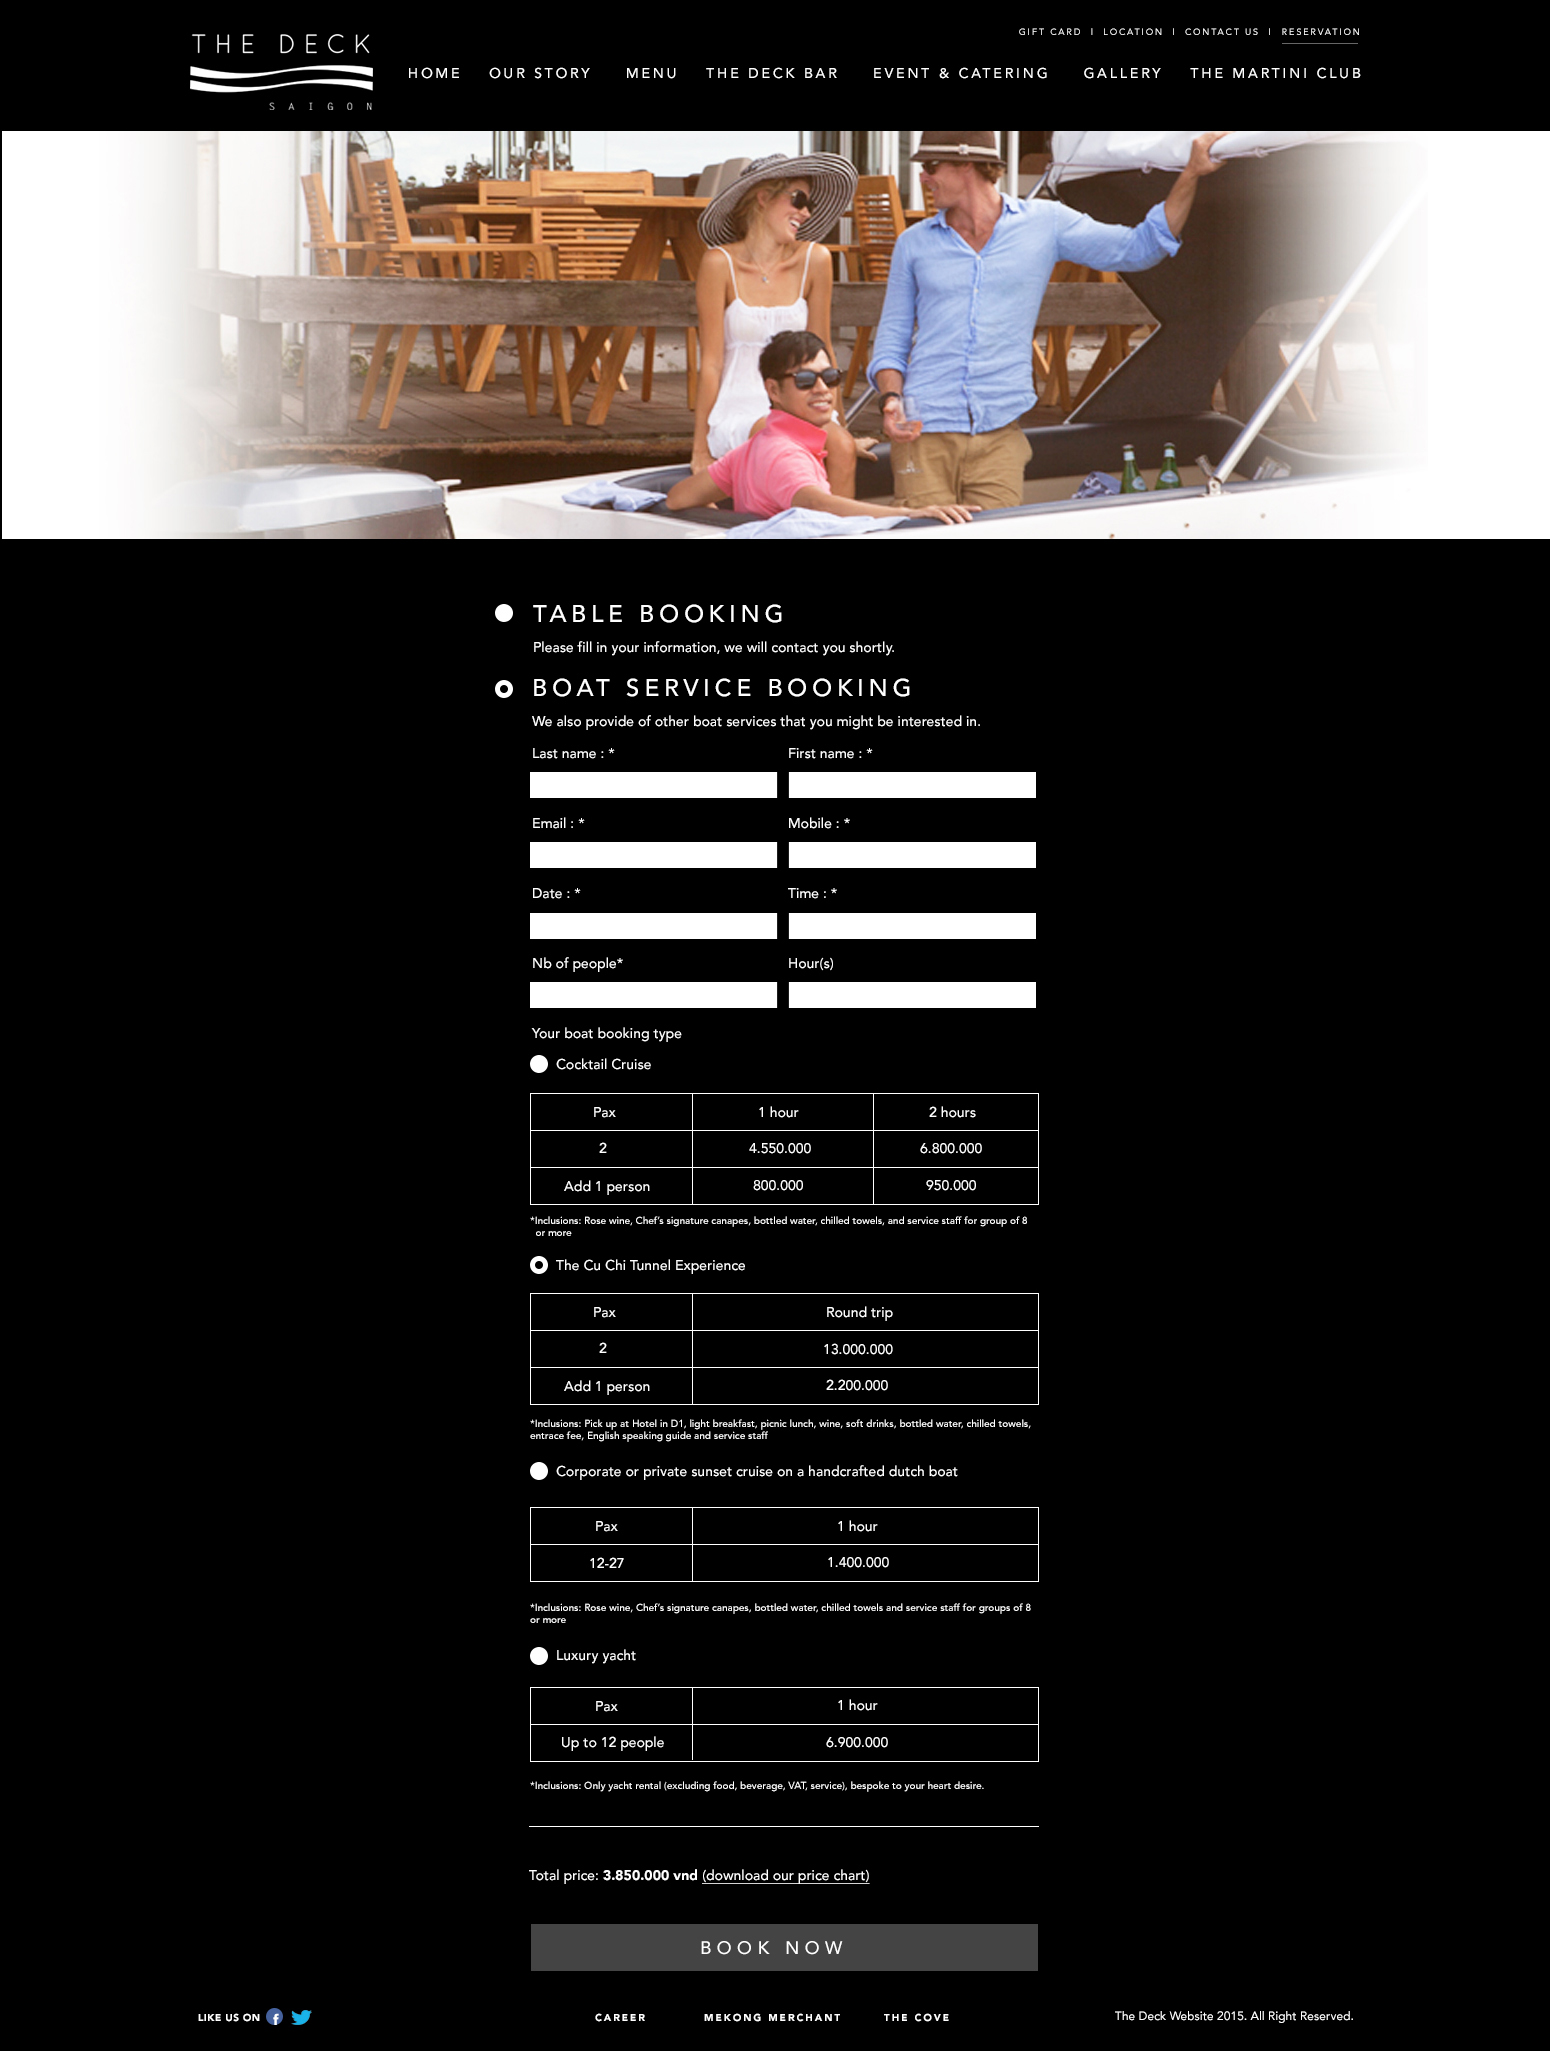 THE DECK
SAIGON
GIFT CARD | LOCATION | CONTACT US | RESERVATION
HOME OUR STORY MENU THE DECK BAR EVENT & CATERING GALLERY THE MARTINI CLUB
TABLE BOOKING
Please fill in your information, we will contact you shortly.
BOAT SERVICE BOOKING
We also provide of other boat services that you might be interested in.
Last name : * First name : *
Email : * Mobile : *
Date : * Time : *
Nb of people* Hour(s)
Your boat booking type
Cocktail Cruise
Pax 1 hour 2 hours
2 4.550.000 6.800.000
Add 1 person 800.000 950.000
*Inclusions: Rose wine, Chef's signature canapes, bottled water, chilled towels, and service staff for group of 8
or more
The Cu Chi Tunnel Experience
Pax Round trip
2 13.000.000
Add 1 person 2.200.000
*Inclusions: Pick up at Hotel in D1, light breakfast, picnic lunch, wine, soft drinks, bottled water, chilled towels,
entrace fee, English speaking guide and service staff
Corporate or private sunset cruise on a handcrafted dutch boat
Pax 1 hour
12-27 1.400.000
*Inclusions: Rose wine, Chef's signature canapes, bottled water, chilled towels and service staff for groups of 8
or more
Luxury yacht
Pax 1 hour
Up to 12 people 6.900.000
*Inclusions: Only yacht rental (excluding food, beverage, VAT, service), bespoke to your heart desire.
Total price: 3.850.000 vnd (download our price chart)
BOOK NOW
LIKE US ON f CAREER MEKONG MERCHANT THE COVE The Deck Website 2015. All Right Reserved.